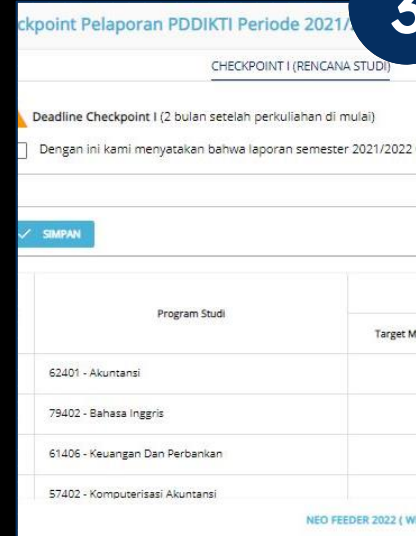 ckpoint Pelaporan PDDIKTI Periode 2021/
3
CHECKPOINT I (RENCANA STUDI)
Deadline Checkpoint I (2 bulan setelah perkuliahan di mulai)
Dengan ini kami menyatakan bahwa laporan semester 2021/2022
SIMPAN
Program Studi
Target M
62401 - Akuntansi
79402 - Bahasa Inggris
61406 - Keuangan Dan Perbankan
57402 - Komputerisasi Akuntansi
NEO FEEDER 2022 ( W